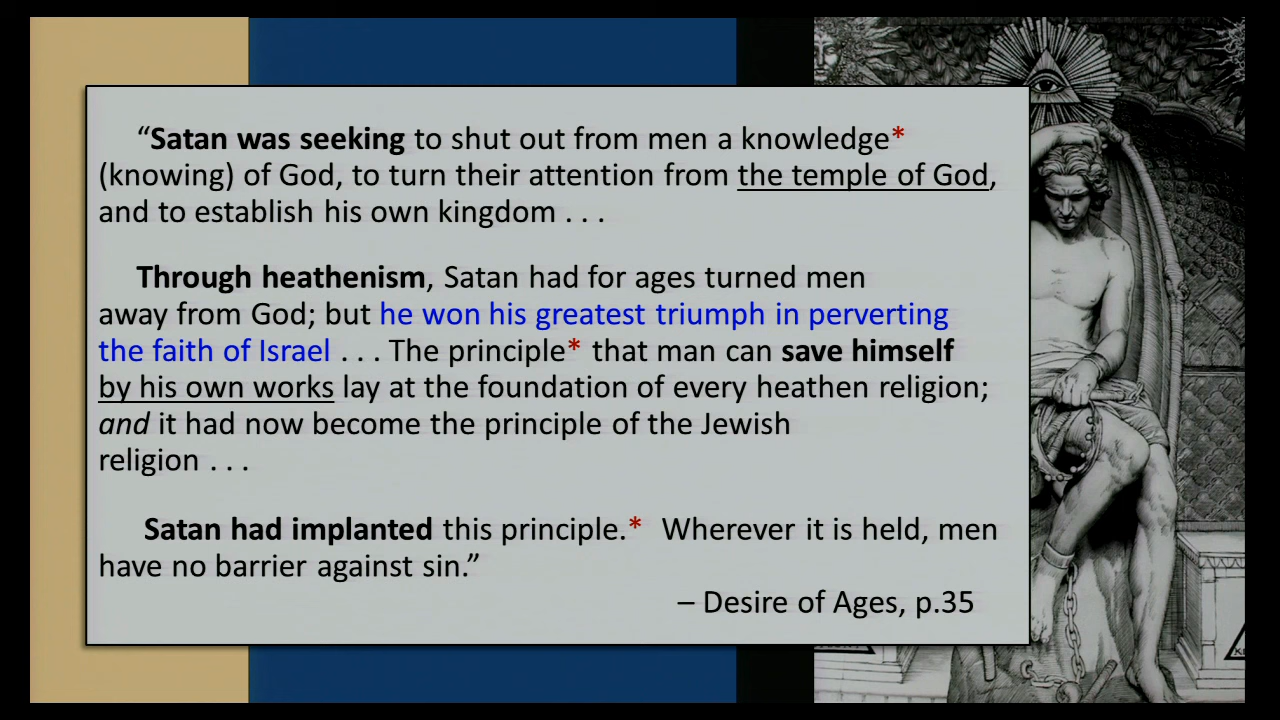 “Satan was seeking to shut out from men a knowledge*
(knowing) of God, to turn their attention from the temple of God,
and to establish his own kingdom . . .
Through heathenism, Satan had for ages turned men
away from God; but he won his greatest triumph in perverting
the faith of Israel . . . The principle* that man can save himself
by his own works lay at the foundation of every heathen religion;
and it had now become the principle of the Jewish
religion . . .
Satan had implanted this principle.* Wherever it is held, men
have no barrier against sin.”
– Desire of Ages, p.35